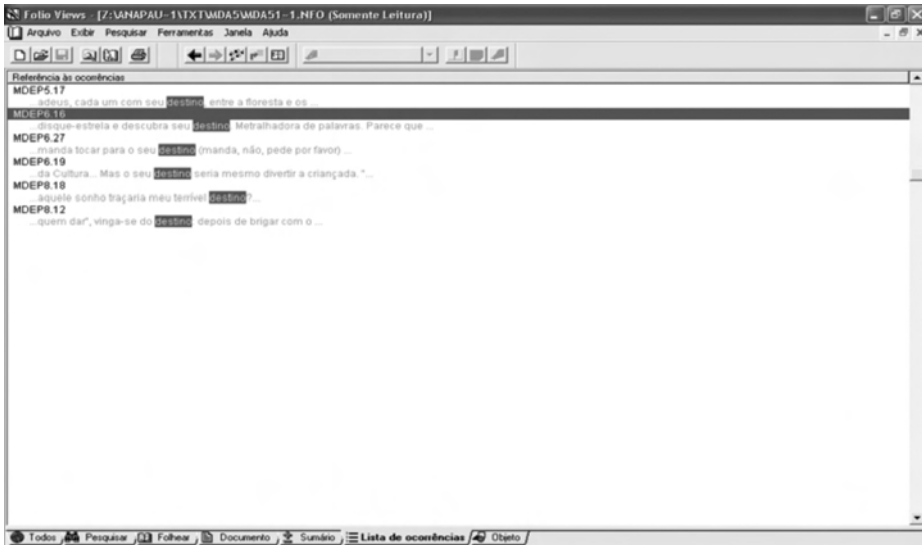 Folio Views - [Z:\ANAPAU~1\TXT\MDA5\MDA51-1.NFO (Somente Leitura)]
Arquivo Exibir Pesquisar Ferramentas Janela Ajuda
Referência às ocorrências
MDEP5.17
...adeus, cada um com seu destino, entre a floresta e os ...
MDEP6.16
...disque-estrela e descubra seu destino. Metralhadora de palavras. Parece que ...
MDEP6.27
...manda tocar para o seu destino (manda, não, pede por favor) ...
MDEP6.19
...da Cultura... Mas o seu destino seria mesmo divertir a criançada. "...
MDEP8.18
...aquele sonho traçaria meu terrível destino?...
MDEP8.12
...quem dar", vinga-se do destino, depois de brigar com o ...
Todos Pesquisar Folhear Documento Sumário Lista de ocorrências Objeto